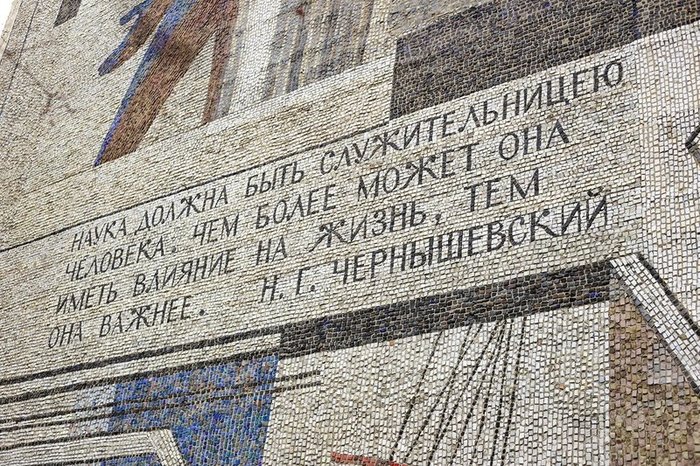 НАУКА ДОЛЖНА БЫТЬ СЛУЖИТЕЛЬНИЦЕЮ
ЧЕЛОВЕКА. ЧЕМ БОЛЕЕ МОЖЕТ ОНА
ИМЕТЬ ВЛИЯНИЕ НА ЖИЗНЬ, ТЕМ
ОНА ВАЖНЕЕ. Н. Г. ЧЕРНЫШЕВСКИЙ